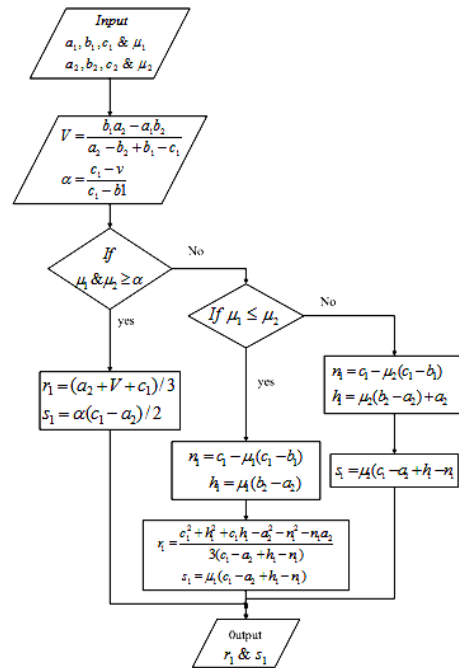 Input
a₁, b₁, c₁ & μ₁
a₂, b₂, c₂ & μ₂
V = (b₁a₂ − a₁b₂) / (a₂ − b₂ + b₁ − c₁)
α = (c₁ − v) / (c₁ − b1)
If
μ₁ & μ₂ ≥ α
No
yes
If μ₁ ≤ μ₂
No
yes
r₁ = (a₂ + V + c₁)/3
s₁ = α(c₁ − a₂)/2
n₁ = c₁ − μ₂(c₁ − b₁)
h₁ = μ₂(b₂ − a₂) + a₂
n₁ = c₁ − μ₁(c₁ − b₁)
h₁ = μ₁(b₂ − a₂)
s₁ = μ₂(c₁ − a₁ + h₁ − n₁
r₁ = (c₁² + h₁² + c₁h₁ − a₂² − n₁² − n₁a₂) / 3(c₁ − a₂ + h₁ − n₁)
s₁ = μ₁(c₁ − a₂ + h₁ − n₁)
Output
r₁ & s₁